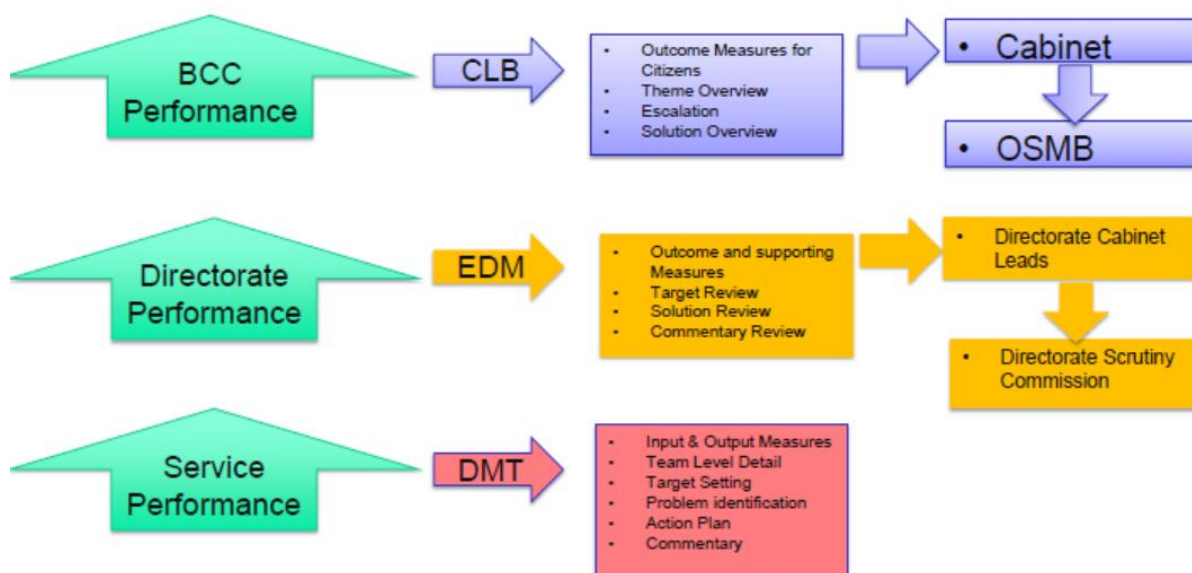 BCC
Performance
CLB
• Outcome Measures for
Citizens
• Theme Overview
• Escalation
• Solution Overview
• Cabinet
• OSMB
Directorate
Performance
EDM
• Outcome and supporting
Measures
• Target Review
• Solution Review
• Commentary Review
• Directorate Cabinet
Leads
• Directorate Scrutiny
Commission
Service
Performance
DMT
• Input & Output Measures
• Team Level Detail
• Target Setting
• Problem identification
• Action Plan
• Commentary